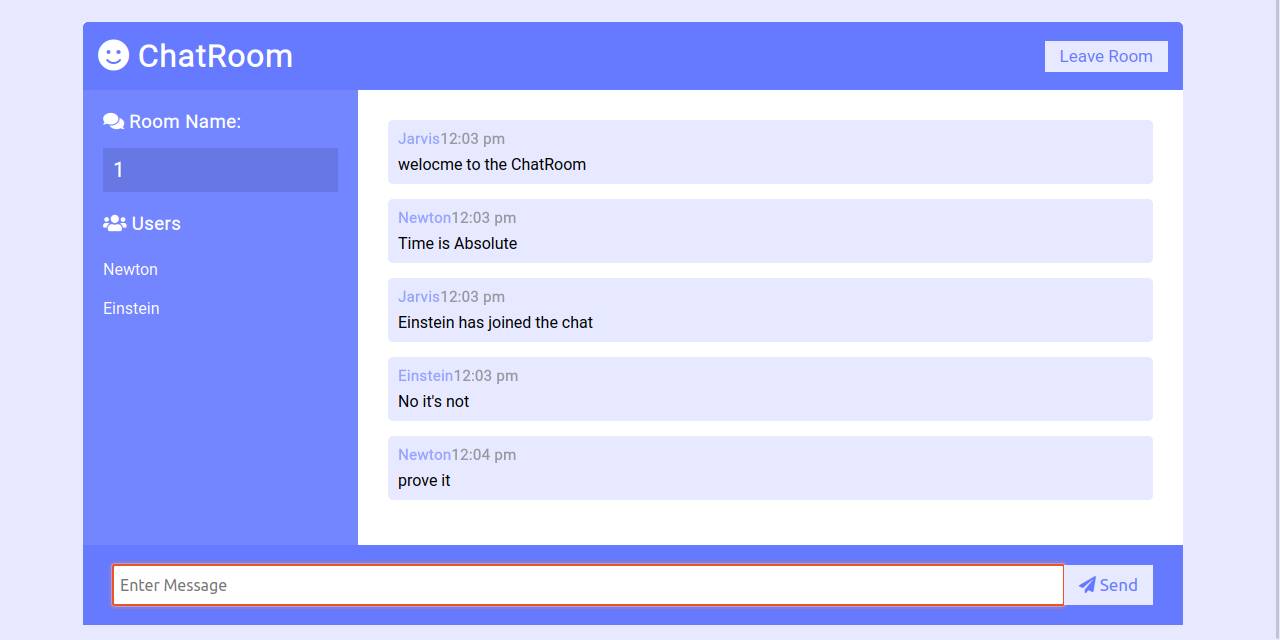 ChatRoom
Leave Room
Room Name:
1
Users
Newton
Einstein
Jarvis12:03 pm
welocme to the ChatRoom
Newton12:03 pm
Time is Absolute
Jarvis12:03 pm
Einstein has joined the chat
Einstein12:03 pm
No it's not
Newton12:04 pm
prove it
Enter Message
Send